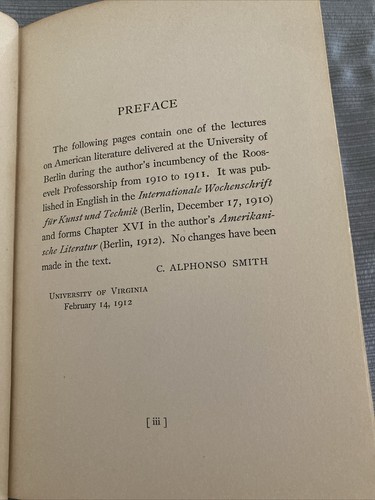 PREFACE
The following pages contain one of the lectures
on American literature delivered at the University of
Berlin during the author's incumbency of the Roos-
evelt Professorship from 1910 to 1911. It was pub-
lished in English in the Internationale Wochenschrift
für Kunst und Technik (Berlin, December 17, 1910)
and forms Chapter XVI in the author's Amerikani-
sche Literatur (Berlin, 1912). No changes have been
made in the text.
C. ALPHONSO SMITH
UNIVERSITY OF VIRGINIA
February 14, 1912
[ iii ]